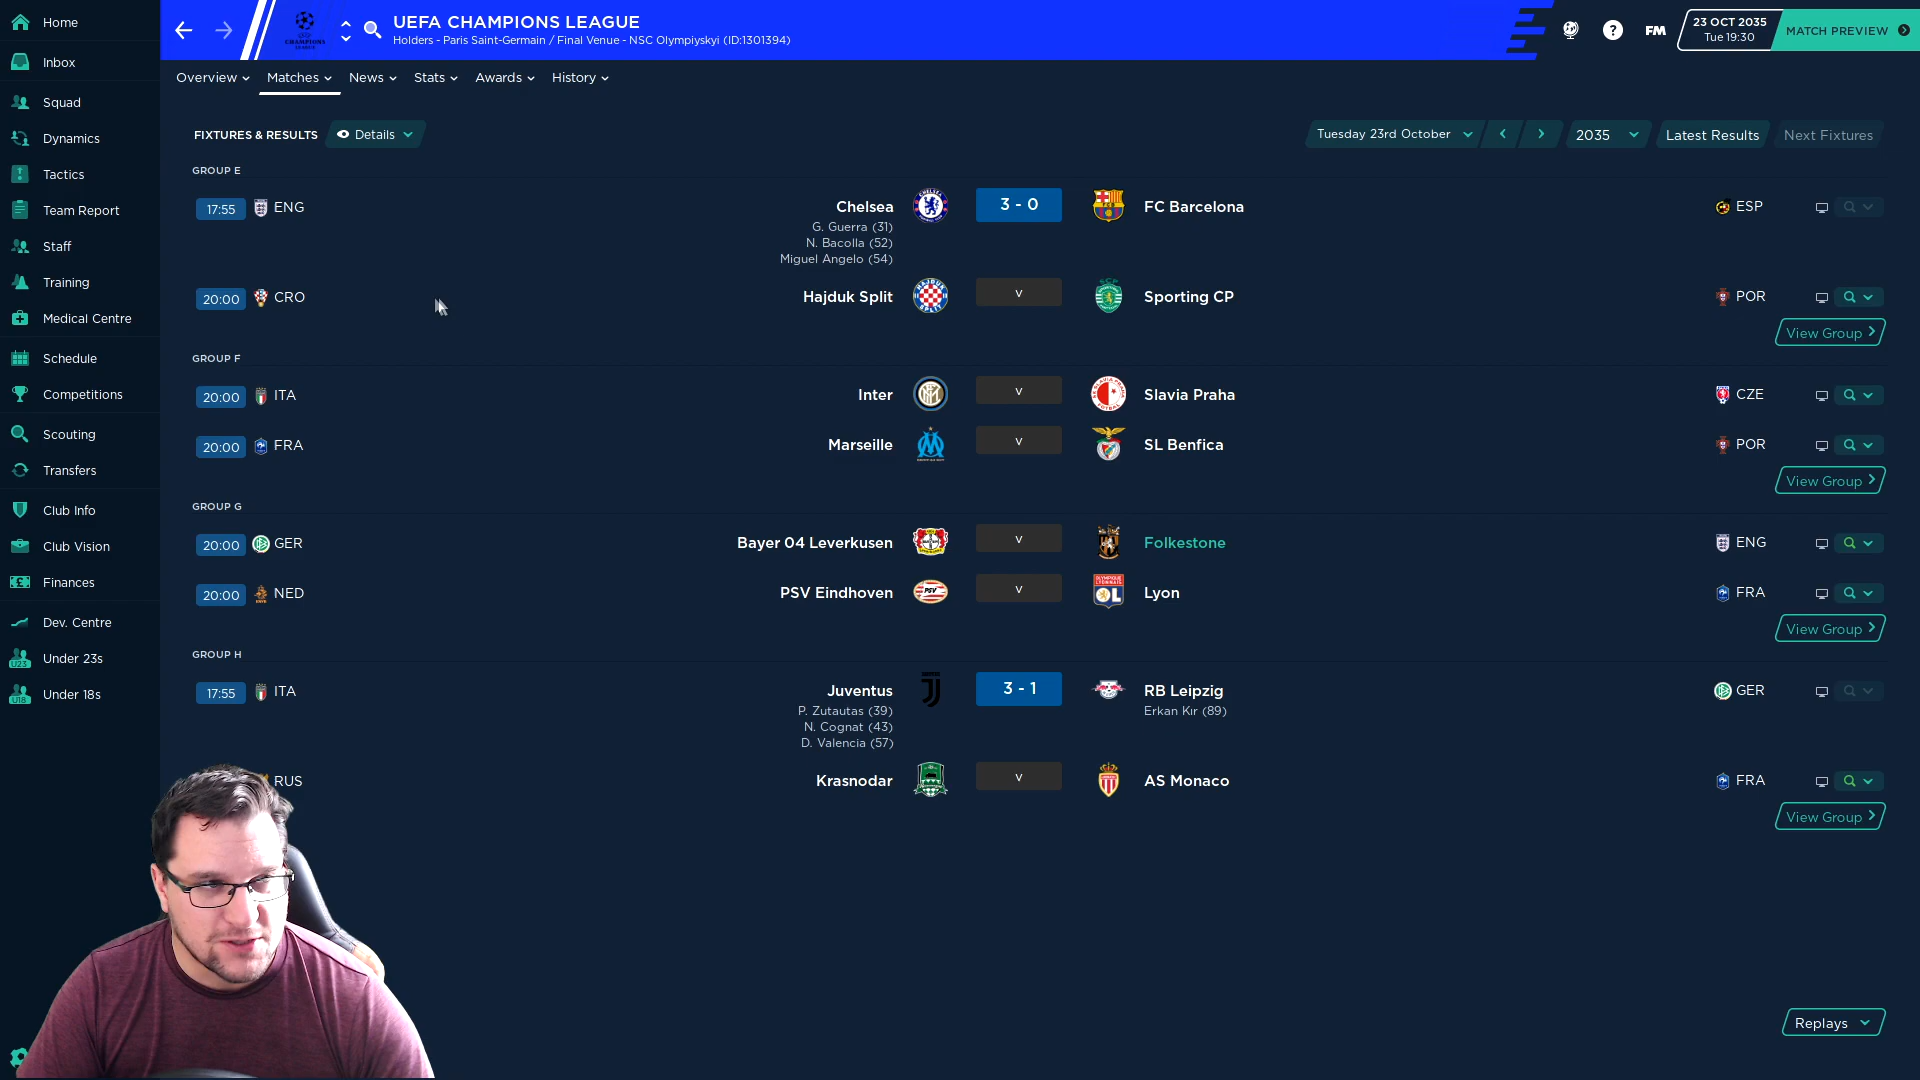 Home
Inbox
Squad
Dynamics
Tactics
Team Report
Staff
Training
Medical Centre
Schedule
Competitions
Scouting
Transfers
Club Info
Club Vision
Finances
Dev. Centre
Under 23s
Under 18s
UEFA CHAMPIONS LEAGUE
Holders - Paris Saint-Germain / Final Venue - NSC Olympiyskyi (ID:1301394)
FM
23 OCT 2035
Tue 19:30
MATCH PREVIEW
Overview Matches News Stats Awards History
FIXTURES & RESULTS Details Tuesday 23rd October 2035 Latest Results Next Fixtures
GROUP E
17:55 ENG Chelsea 3 - 0 FC Barcelona ESP
G. Guerra (31)
N. Bacolla (52)
Miguel Angelo (54)
20:00 CRO Hajduk Split v Sporting CP POR
View Group
GROUP F
20:00 ITA Inter v Slavia Praha CZE
20:00 FRA Marseille v SL Benfica POR
View Group
GROUP G
20:00 GER Bayer 04 Leverkusen v Folkestone ENG
20:00 NED PSV Eindhoven v Lyon FRA
View Group
GROUP H
17:55 ITA Juventus 3 - 1 RB Leipzig GER
P. Zutautas (39) Erkan Kır (89)
N. Cognat (43)
D. Valencia (57)
RUS Krasnodar v AS Monaco FRA
View Group
Replays